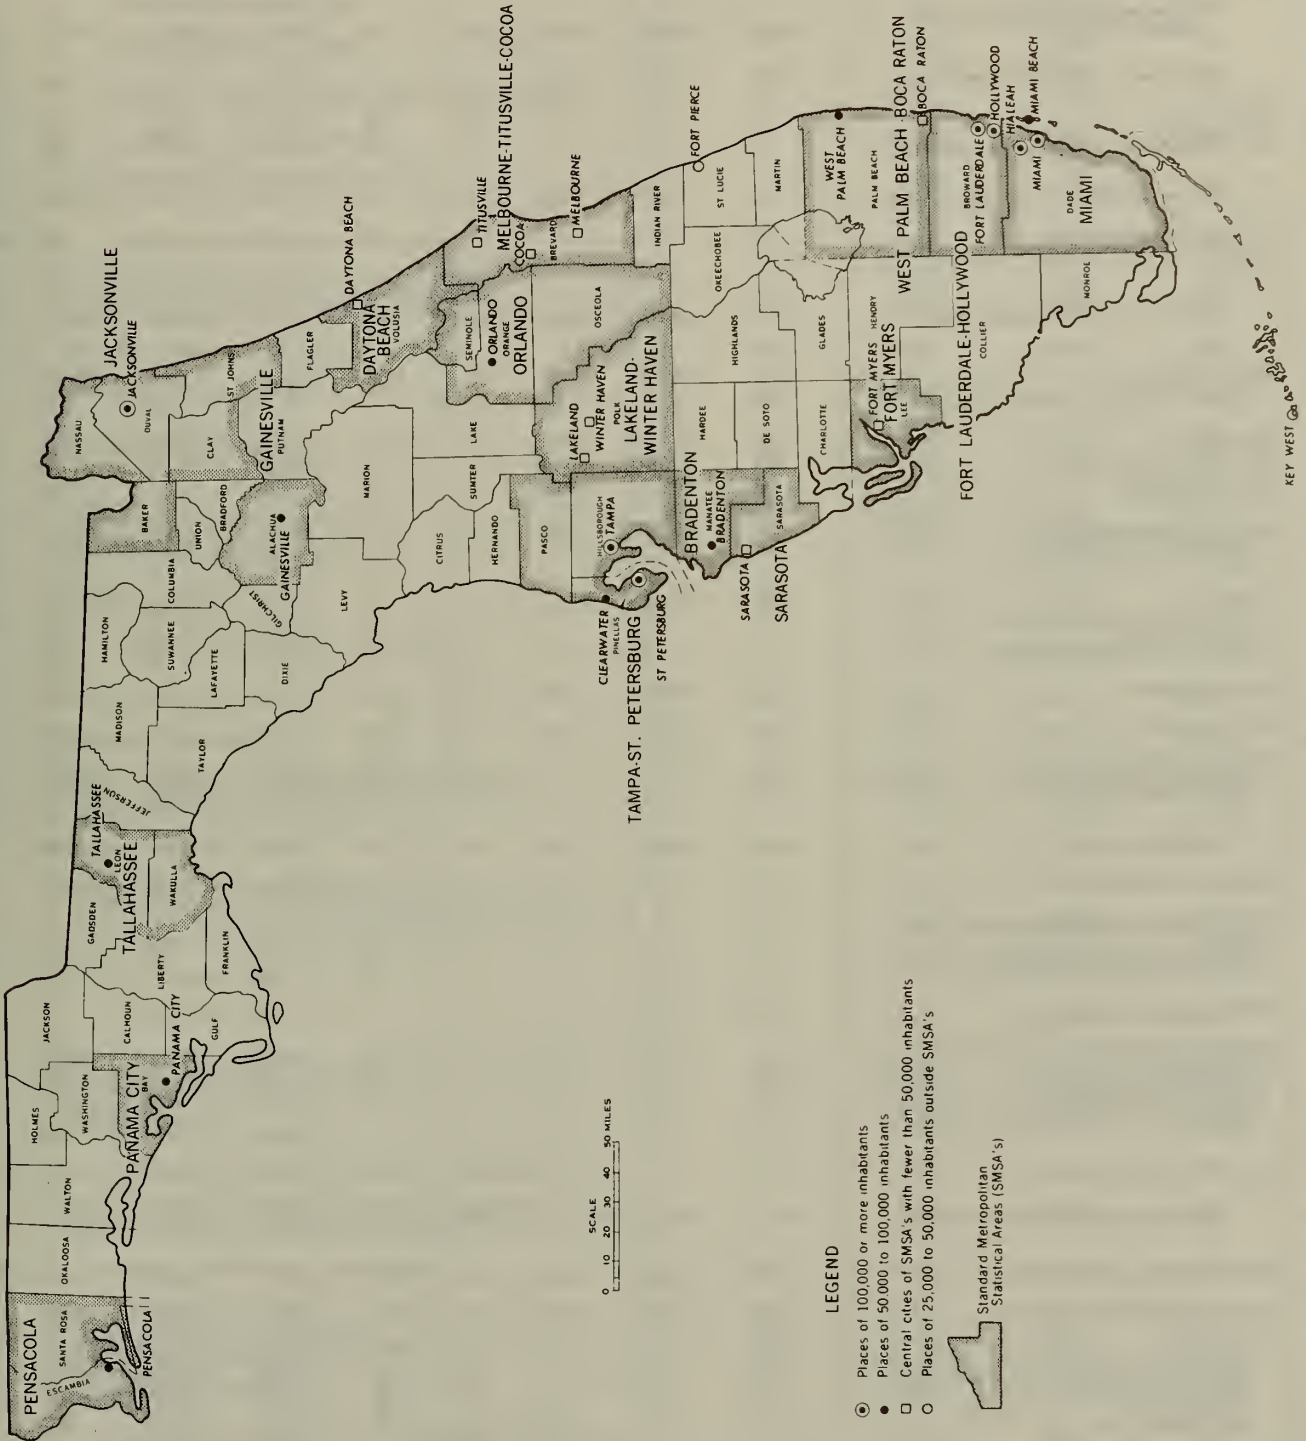 PENSACOLA
ESCAMBIA
SANTA ROSA
PENSACOLA
OKALOOSA
WALTON
HOLMES
WASHINGTON
PANAMA CITY
BAY
PANAMA CITY
JACKSON
CALHOUN
GULF
LIBERTY
FRANKLIN
GADSDEN
TALLAHASSEE
LEON
TALLAHASSEE
WAKULLA
JEFFERSON
MADISON
TAYLOR
HAMILTON
SUWANNEE
LAFAYETTE
DIXIE
COLUMBIA
GILCHRIST
LEVY
BAKER
UNION
BRADFORD
ALACHUA
GAINESVILLE
GAINESVILLE
PUTNAM
NASSAU
DUVAL
JACKSONVILLE
JACKSONVILLE
CLAY
ST JOHNS
FLAGLER
DAYTONA BEACH
DAYTONA
BEACH
VOLUSIA
MARION
CITRUS
SUMTER
LAKE
HERNANDO
PASCO
SEMINOLE
ORLANDO
ORANGE
ORLANDO
OSCEOLA
TITUSVILLE
MELBOURNE-TITUSVILLE-COCOA
COCOA
BREVARD
MELBOURNE
LAKELAND
WINTER HAVEN
POLK
LAKELAND-
WINTER HAVEN
HILLSBOROUGH
TAMPA
CLEARWATER
PINELLAS
TAMPA-ST. PETERSBURG
ST PETERSBURG
BRADENTON
MANATEE
BRADENTON
SARASOTA
SARASOTA
SARASOTA
HARDEE
DE SOTO
HIGHLANDS
INDIAN RIVER
OKEECHOBEE
ST LUCIE
FORT PIERCE
MARTIN
CHARLOTTE
GLADES
FORT MYERS
FORT MYERS
LEE
HENDRY
COLLIER
WEST
PALM BEACH
PALM BEACH
WEST PALM BEACH-BOCA RATON
BOCA RATON
BROWARD
FORT LAUDERDALE
HOLLYWOOD
FORT LAUDERDALE-HOLLYWOOD
HIALEAH
MIAMI BEACH
MIAMI
DADE
MIAMI
MONROE
KEY WEST
SCALE
0 10 20 30 40 50 MILES
LEGEND
Places of 100,000 or more inhabitants
Places of 50,000 to 100,000 inhabitants
Central cities of SMSA's with fewer than 50,000 inhabitants
Places of 25,000 to 50,000 inhabitants outside SMSA's
Standard Metropolitan
Statistical Areas (SMSA's)